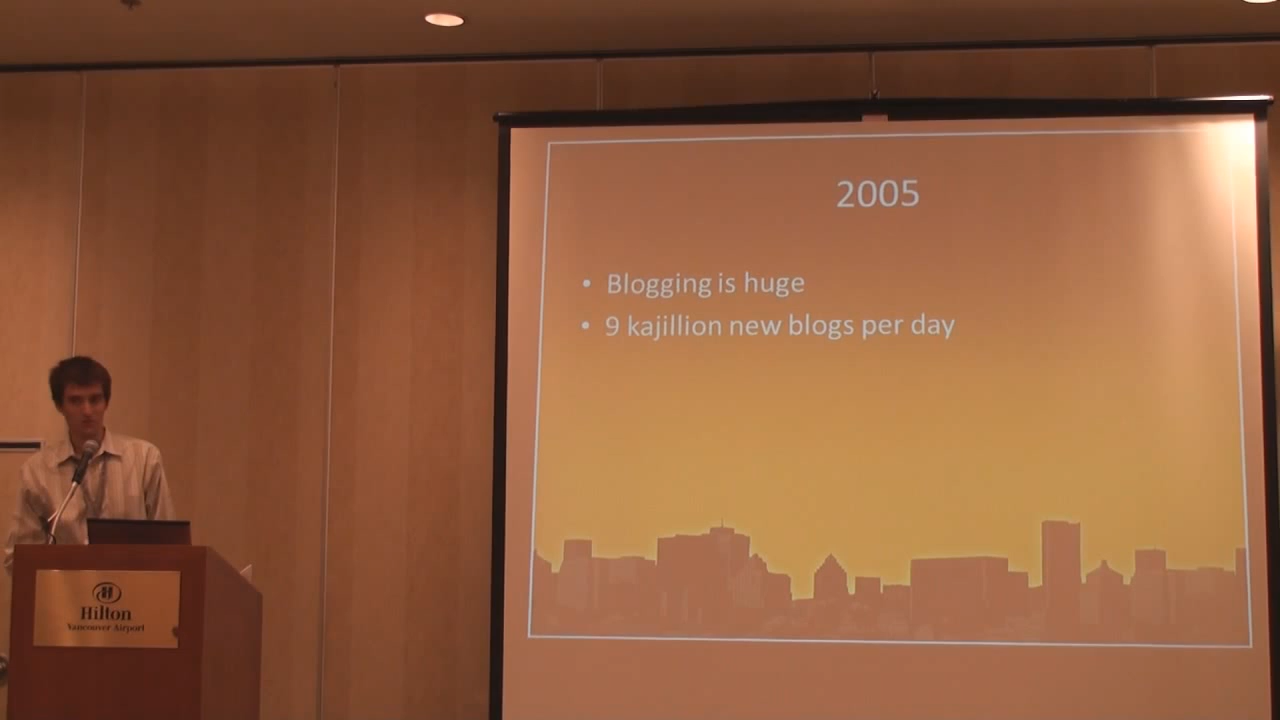 2005
• Blogging is huge
• 9 kajillion new blogs per day
Hilton
Vancouver Airport